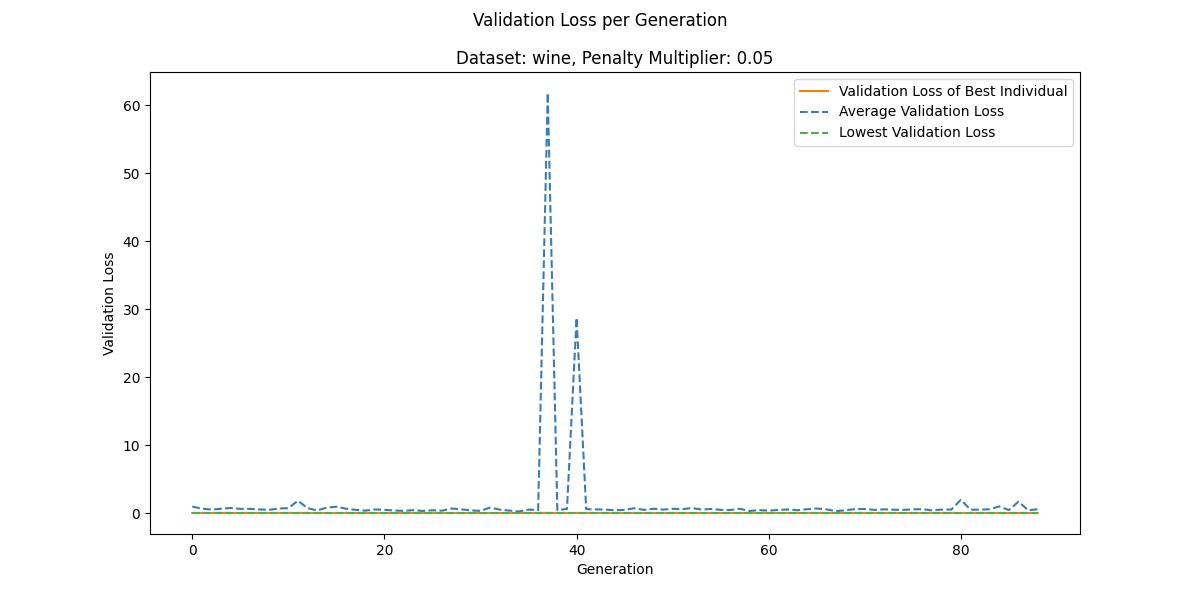 Validation Loss per Generation
Dataset: wine, Penalty Multiplier: 0.05
Validation Loss of Best Individual
Average Validation Loss
Lowest Validation Loss
60
50
40
30
20
10
0
Validation Loss
0 20 40 60 80
Generation